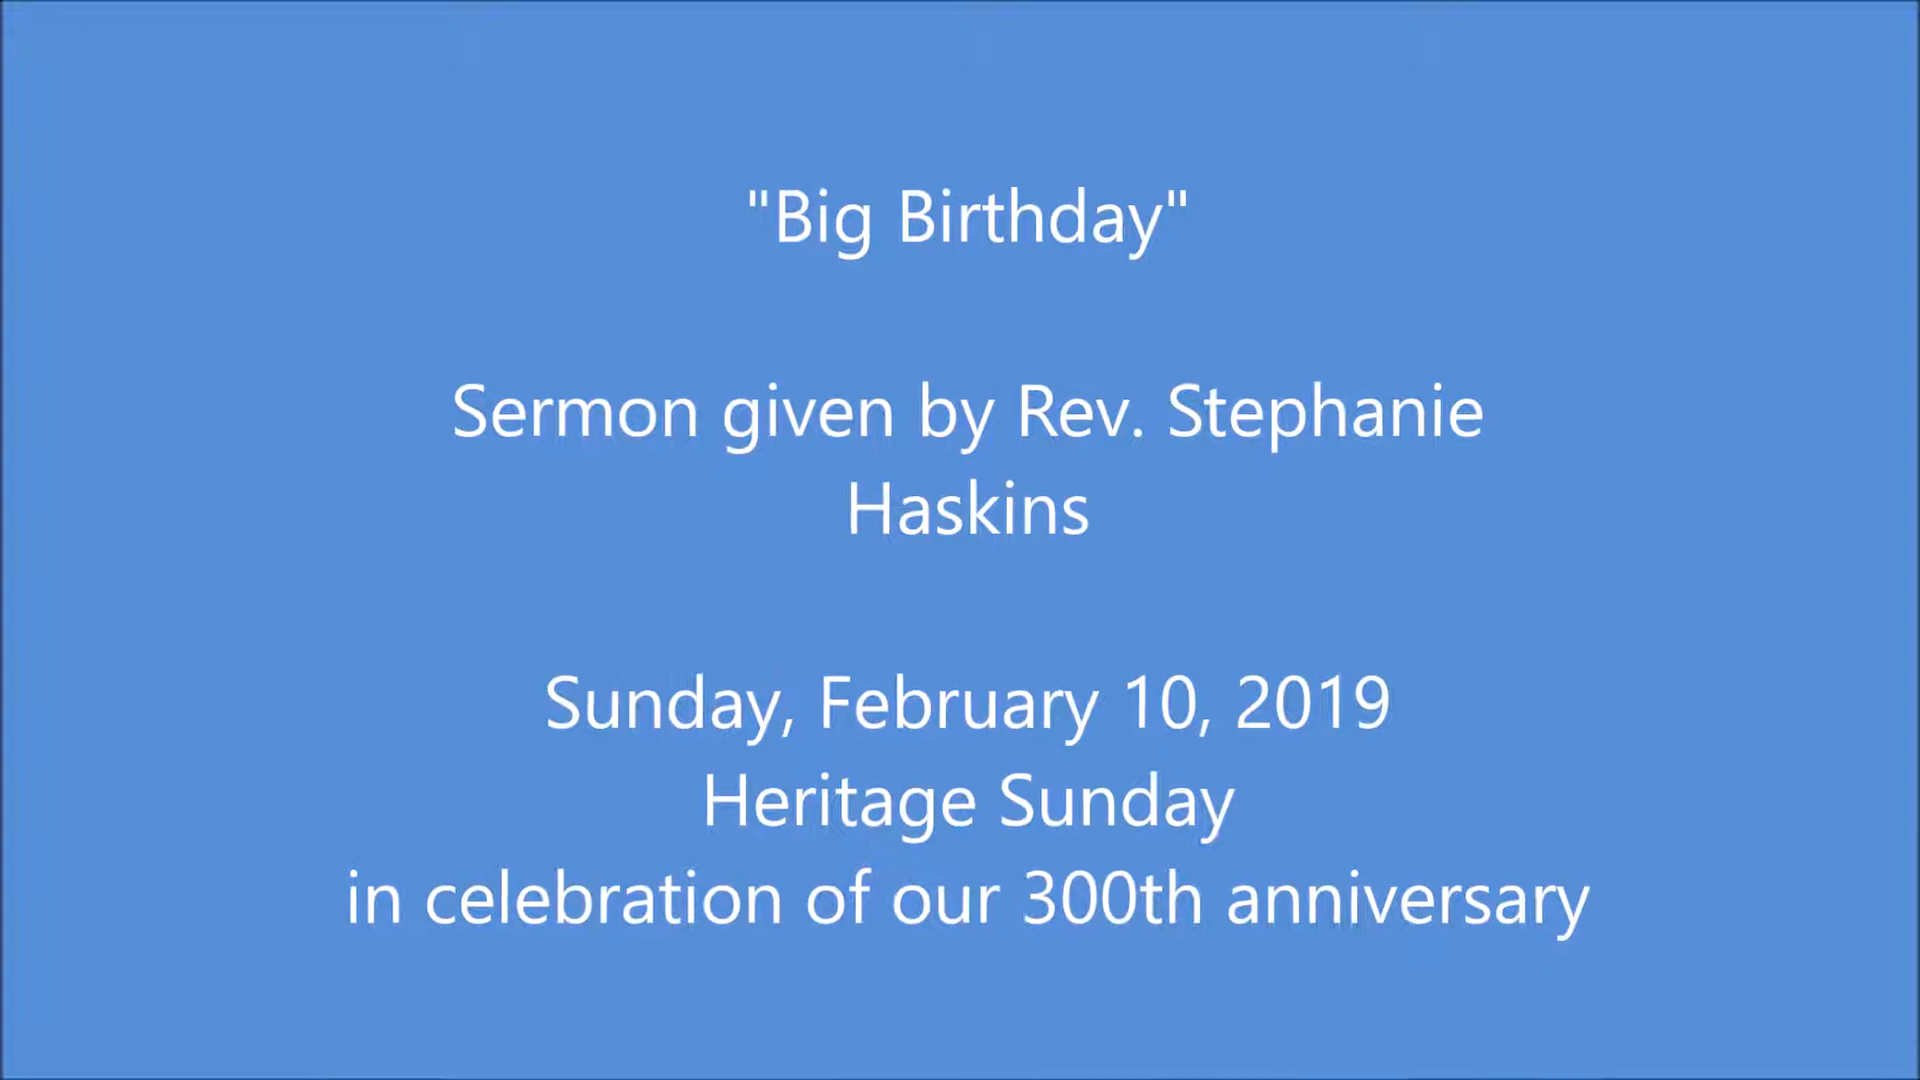 "Big Birthday"
Sermon given by Rev. Stephanie
Haskins
Sunday, February 10, 2019
Heritage Sunday
in celebration of our 300th anniversary